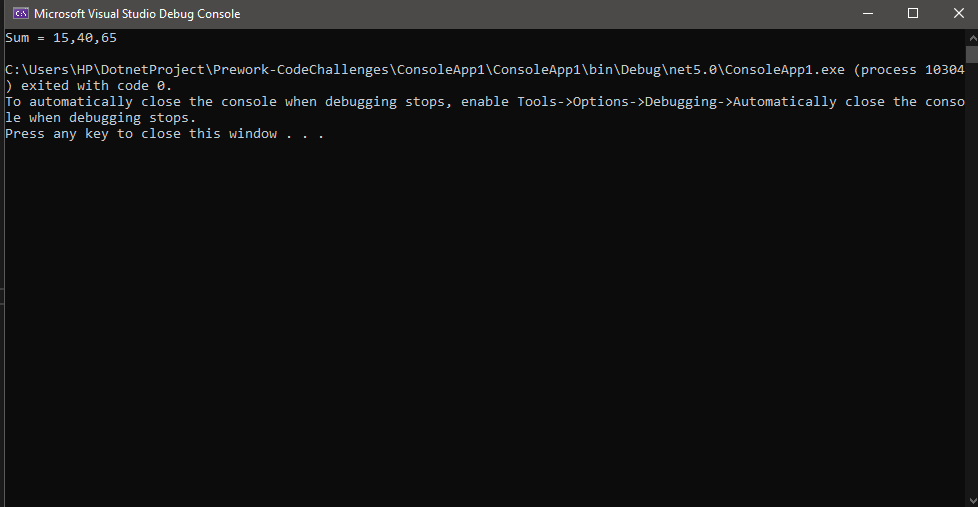 Microsoft Visual Studio Debug Console
Sum = 15,40,65
C:\Users\HP\DotnetProject\Prework-CodeChallenges\ConsoleApp1\ConsoleApp1\bin\Debug\net5.0\ConsoleApp1.exe (process 10304
) exited with code 0.
To automatically close the console when debugging stops, enable Tools->Options->Debugging->Automatically close the conso
le when debugging stops.
Press any key to close this window . . .